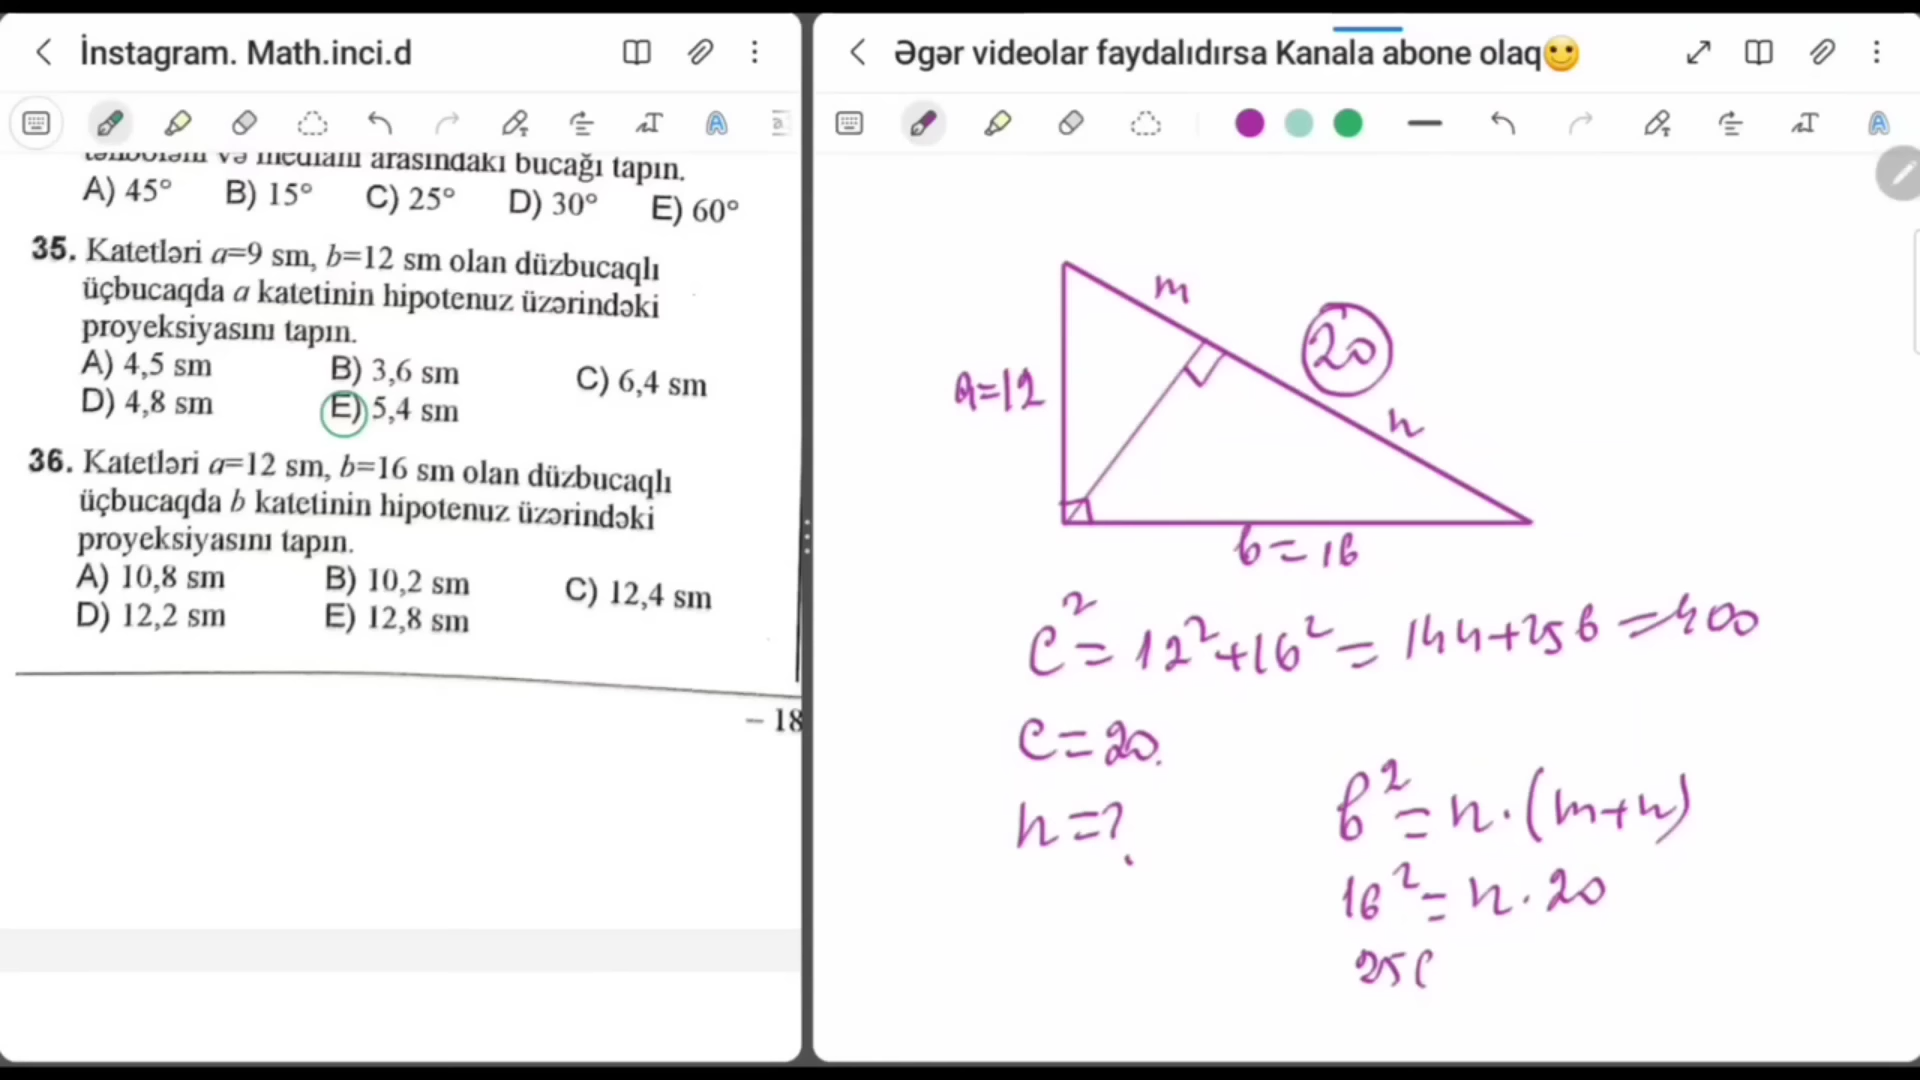 İnstagram. Math.inci.d
və medianı arasındakı bucağı tapın.
A) 45° B) 15° C) 25° D) 30° E) 60°
35. Katetləri a=9 sm, b=12 sm olan düzbucaqlı
üçbucaqda a katetinin hipotenuz üzərindəki
proyeksiyasını tapın.
A) 4,5 sm B) 3,6 sm C) 6,4 sm
D) 4,8 sm E) 5,4 sm
36. Katetləri a=12 sm, b=16 sm olan düzbucaqlı
üçbucaqda b katetinin hipotenuz üzərindəki
proyeksiyasını tapın.
A) 10,8 sm B) 10,2 sm C) 12,4 sm
D) 12,2 sm E) 12,8 sm
– 18
Əgər videolar faydalıdırsa Kanala abone olaq🙂
m
20
a=12
n
b=16
c²=12²+16²=144+256=400
c=20.
n=?
b²=n·(m+n)
16²=n·20
25